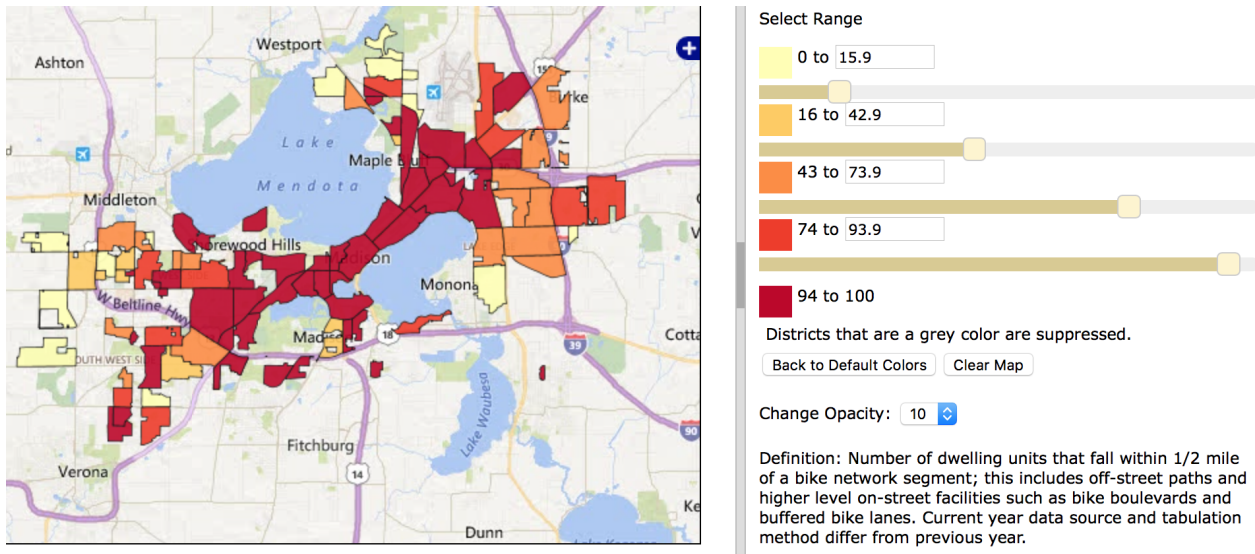 Westport
Ashton
15
Lake
Mendota
Maple Bluff
Middleton
Shorewood Hills
Madison
Monona
W Beltline Hwy
18
Cotta
39
SOUTH WEST SIDE
Lake Waubesa
90
Fitchburg
14
Verona
Ke
Dunn
Select Range
0 to 15.9
16 to 42.9
43 to 73.9
74 to 93.9
94 to 100
Districts that are a grey color are suppressed.
Back to Default Colors Clear Map
Change Opacity: 10
Definition: Number of dwelling units that fall within 1/2 mile
of a bike network segment; this includes off-street paths and
higher level on-street facilities such as bike boulevards and
buffered bike lanes. Current year data source and tabulation
method differ from previous year.